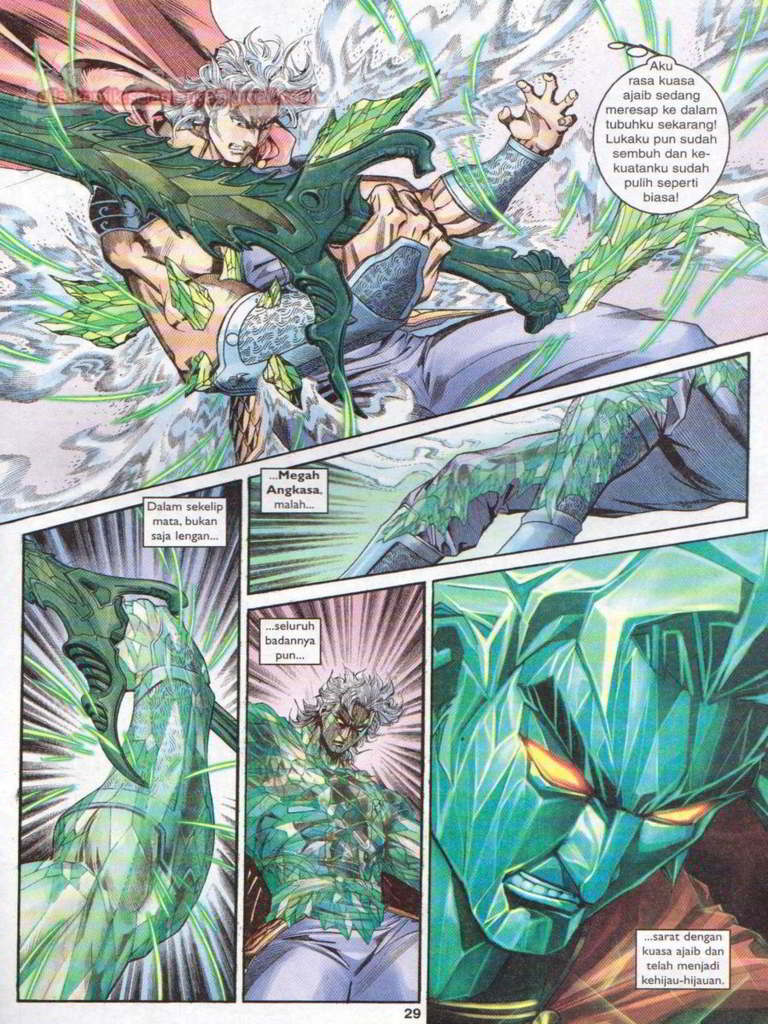 Aku
rasa kuasa
ajaib sedang
meresap ke dalam
tubuhku sekarang!
Lukaku pun sudah
sembuh dan ke-
kuatanku sudah
pulih seperti
biasa!
Dalam sekelip
mata, bukan
saja lengan...
...Megah
Angkasa,
malah...
...seluruh
badannya
pun...
...sarat dengan
kuasa ajaib dan
telah menjadi
kehijau-hijauan.
29